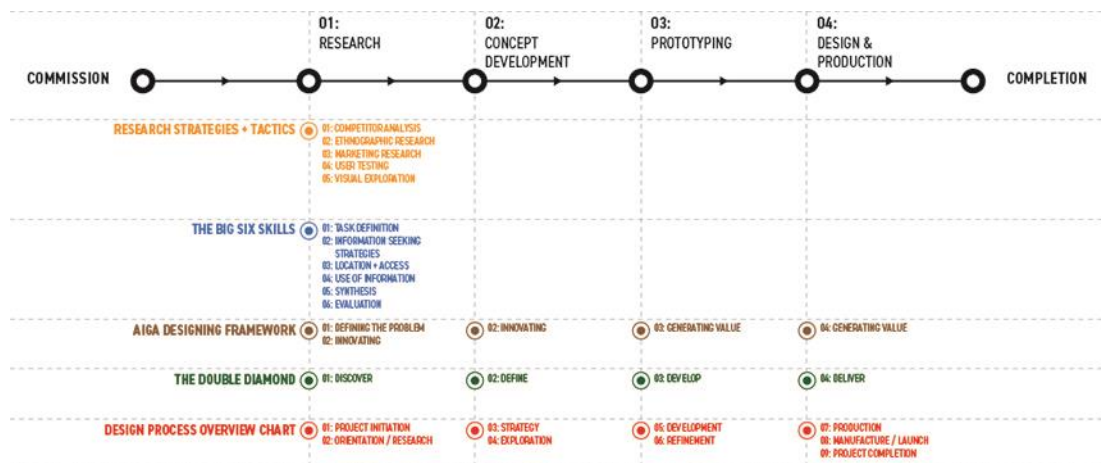 01:
RESEARCH
02:
CONCEPT
DEVELOPMENT
03:
PROTOTYPING
04:
DESIGN &
PRODUCTION
COMMISSION
COMPLETION
RESEARCH STRATEGIES + TACTICS
01: COMPETITOR ANALYSIS
02: ETHNOGRAPHIC RESEARCH
03: MARKETING RESEARCH
04: USER TESTING
05: VISUAL EXPLORATION
THE BIG SIX SKILLS
01: TASK DEFINITION
02: INFORMATION SEEKING
STRATEGIES
03: LOCATION + ACCESS
04: USE OF INFORMATION
05: SYNTHESIS
06: EVALUATION
AIGA DESIGNING FRAMEWORK
01: DEFINING THE PROBLEM
02: INNOVATING
02: INNOVATING
03: GENERATING VALUE
04: GENERATING VALUE
THE DOUBLE DIAMOND
01: DISCOVER
02: DEFINE
03: DEVELOP
04: DELIVER
DESIGN PROCESS OVERVIEW CHART
01: PROJECT INITIATION
02: ORIENTATION / RESEARCH
03: STRATEGY
04: EXPLORATION
05: DEVELOPMENT
06: REFINEMENT
07: PRODUCTION
08: MANUFACTURE / LAUNCH
09: PROJECT COMPLETION